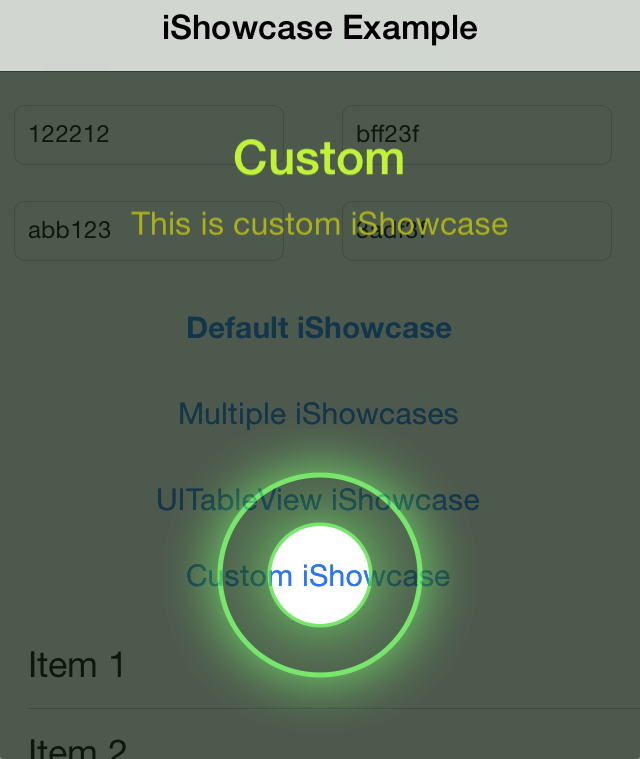 iShowcase Example
122212
bff23f
Custom
abb123
This is custom iShowcase
Default iShowcase
Multiple iShowcases
UITableView iShowcase
Custom iShowcase
Item 1
Item 2